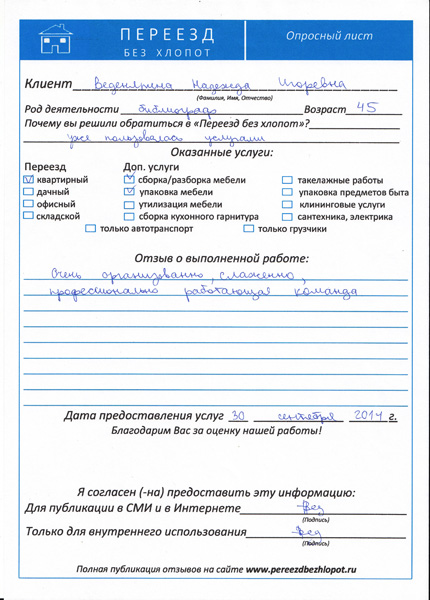 ПЕРЕЕЗД
БЕЗ ХЛОПОТ
Опросный лист
Клиент Веденяпина Надежда Игоревна
(Фамилия, Имя, Отчество)
Род деятельности библиограф Возраст 45
Почему вы решили обратиться в «Переезд без хлопот»?
уже пользовалась услугами
Оказанные услуги:
Переезд Доп. услуги
квартирный сборка/разборка мебели такелажные работы
дачный упаковка мебели упаковка предметов быта
офисный утилизация мебели клининговые услуги
складской сборка кухонного гарнитура сантехника, электрика
только автотранспорт только грузчики
Отзыв о выполненной работе:
Очень организованно, слаженно,
профессионально работающая команда
Дата предоставления услуг 30 сентября 2014 г.
Благодарим Вас за оценку нашей работы!
Я согласен (-на) предоставить эту информацию:
Для публикации в СМИ и в Интернете
(Подпись)
Только для внутреннего использования
(Подпись)
Полная публикация отзывов на сайте www.pereezdbezhlopot.ru